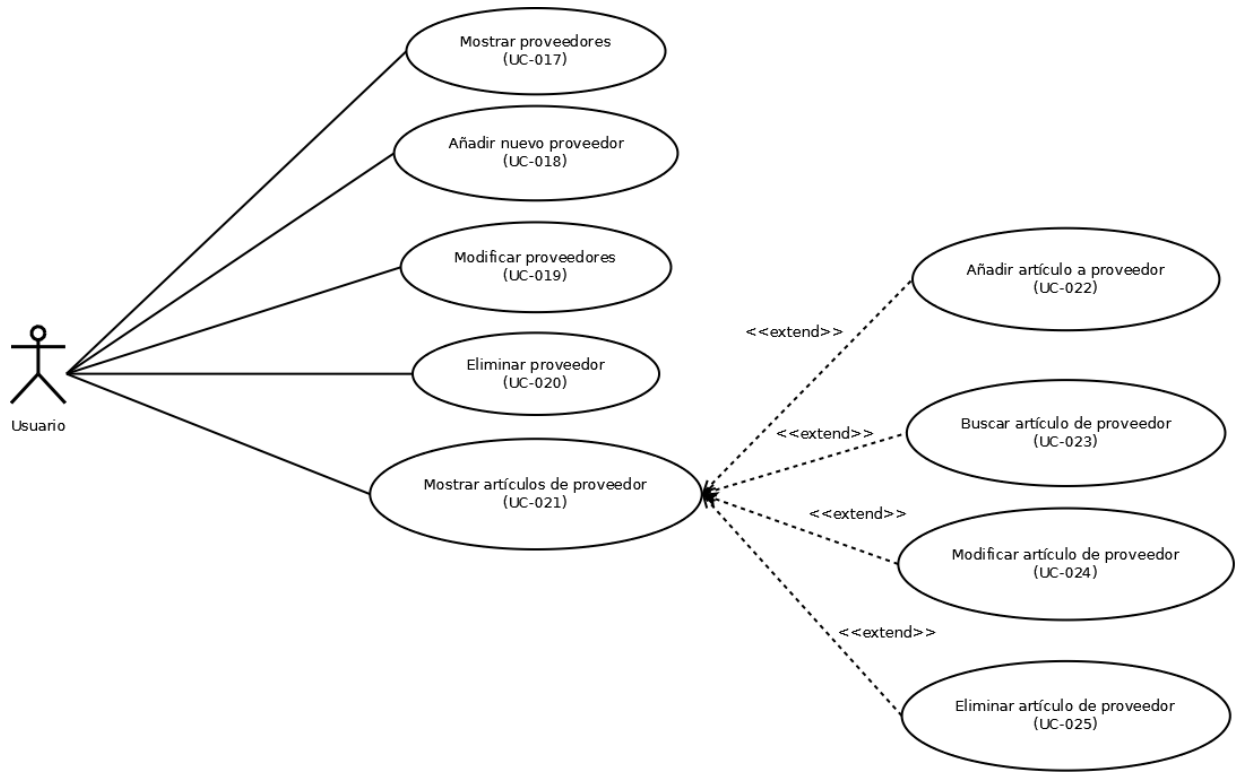 Mostrar proveedores
(UC-017)
Añadir nuevo proveedor
(UC-018)
Modificar proveedores
(UC-019)
Eliminar proveedor
(UC-020)
Mostrar artículos de proveedor
(UC-021)
Usuario
<<extend>>
<<extend>>
<<extend>>
<<extend>>
Añadir artículo a proveedor
(UC-022)
Buscar artículo de proveedor
(UC-023)
Modificar artículo de proveedor
(UC-024)
Eliminar artículo de proveedor
(UC-025)